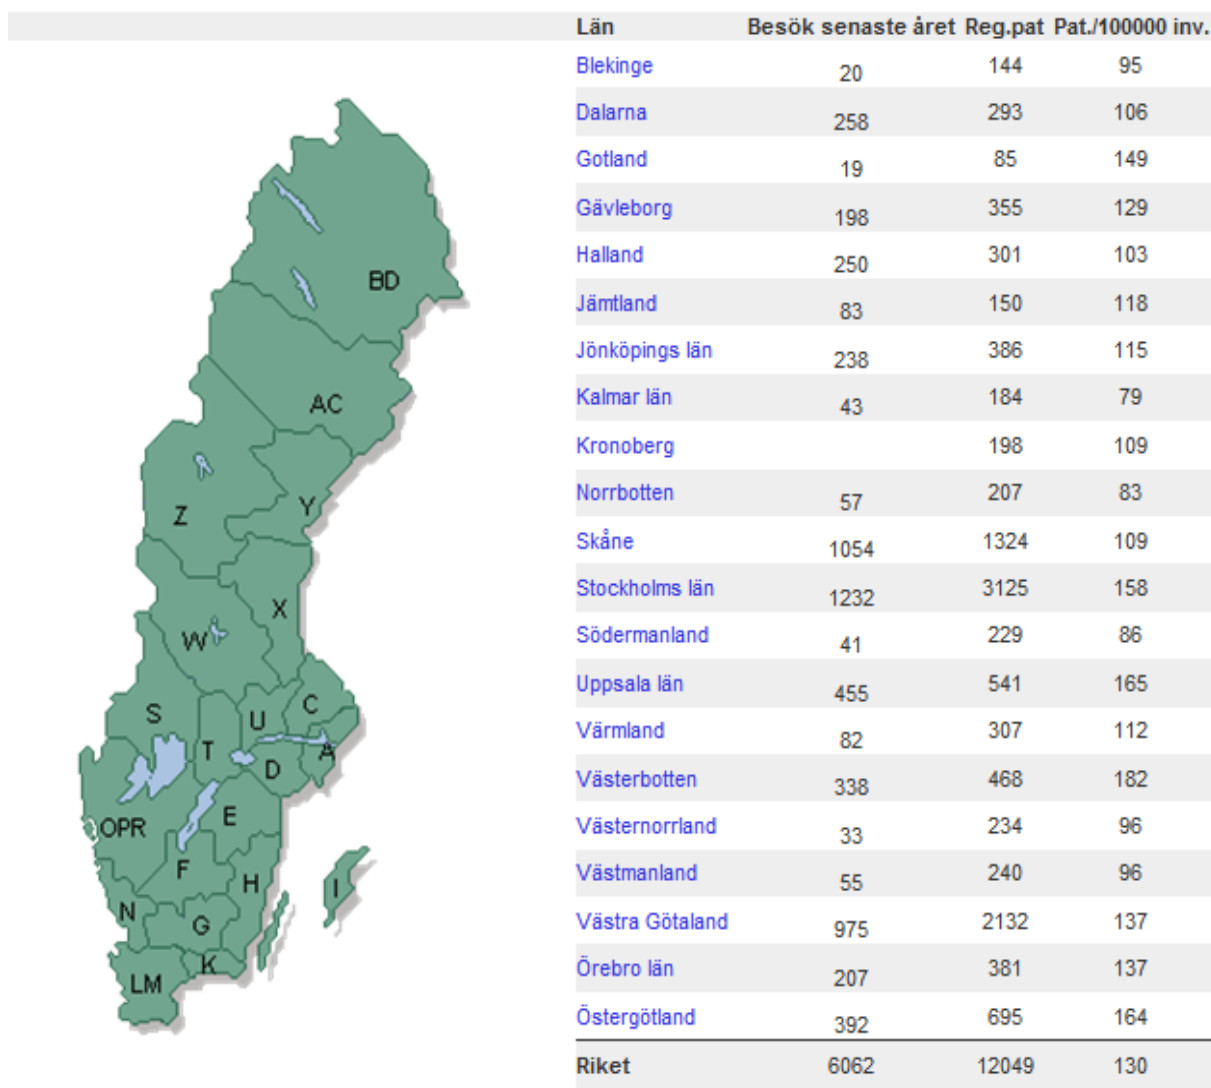 Län Besök senaste året Reg.pat Pat./100000 inv.
Blekinge 20 144 95
Dalarna 258 293 106
Gotland 19 85 149
Gävleborg 198 355 129
Halland 250 301 103
Jämtland 83 150 118
Jönköpings län 238 386 115
Kalmar län 43 184 79
Kronoberg 198 109
Norrbotten 57 207 83
Skåne 1054 1324 109
Stockholms län 1232 3125 158
Södermanland 41 229 86
Uppsala län 455 541 165
Värmland 82 307 112
Västerbotten 338 468 182
Västernorrland 33 234 96
Västmanland 55 240 96
Västra Götaland 975 2132 137
Örebro län 207 381 137
Östergötland 392 695 164
Riket 6062 12049 130
BD
AC
Z
Y
X
W
S
T
U
C
A
D
E
OPR
F
H
I
N
G
K
LM